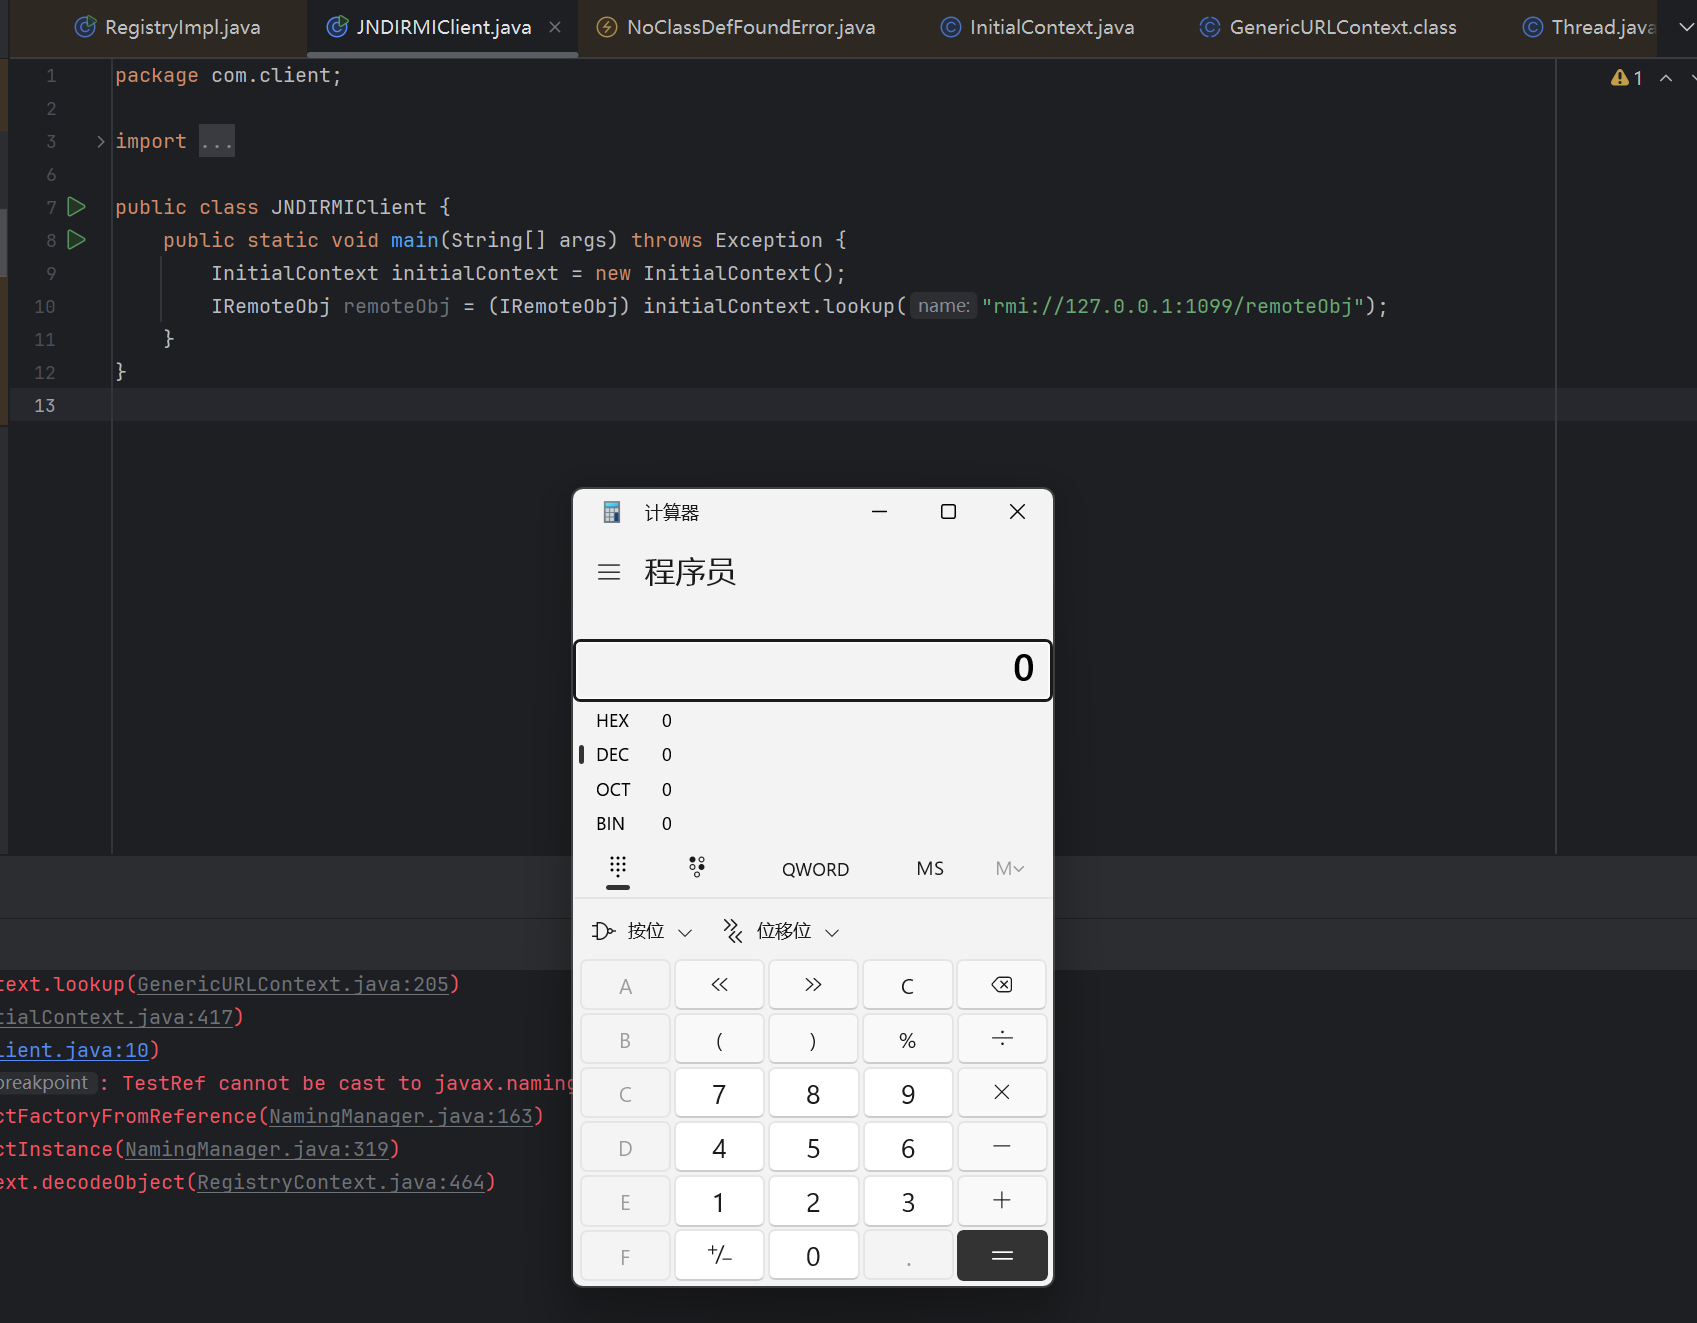 RegistryImpl.java JNDIRMIClient.java NoClassDefFoundError.java InitialContext.java GenericURLContext.class Thread.java
1 package com.client;
1
2
3 import ...
6
7 public class JNDIRMIClient {
8 public static void main(String[] args) throws Exception {
9 InitialContext initialContext = new InitialContext();
10 IRemoteObj remoteObj = (IRemoteObj) initialContext.lookup( name: "rmi://127.0.0.1:1099/remoteObj");
11 }
12 }
13
计算器
程序员
0
HEX 0
DEC 0
OCT 0
BIN 0
QWORD MS M
按位 位移位
A << >> C
B ( ) % ÷
C 7 8 9 ×
D 4 5 6 −
E 1 2 3 +
F +/− 0 . =
text.lookup(GenericURLContext.java:205)
tialContext.java:417)
lient.java:10)
breakpoint : TestRef cannot be cast to javax.naming
ctFactoryFromReference(NamingManager.java:163)
ctInstance(NamingManager.java:319)
ext.decodeObject(RegistryContext.java:464)